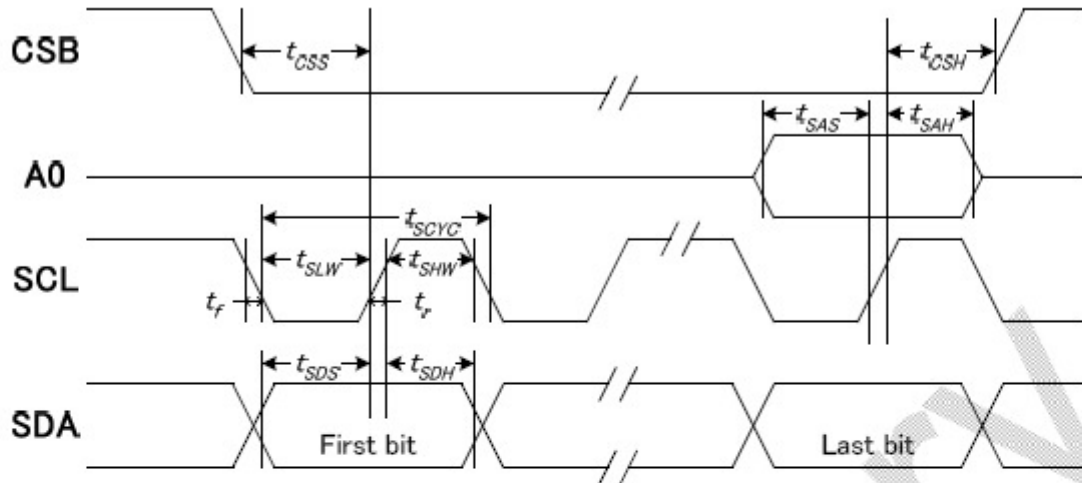 CSB
tCSS
tCSH
tSAS
tSAH
A0
tSCYC
SCL
tSLW
tSHW
tf
tr
tSDS
tSDH
SDA
First bit
Last bit